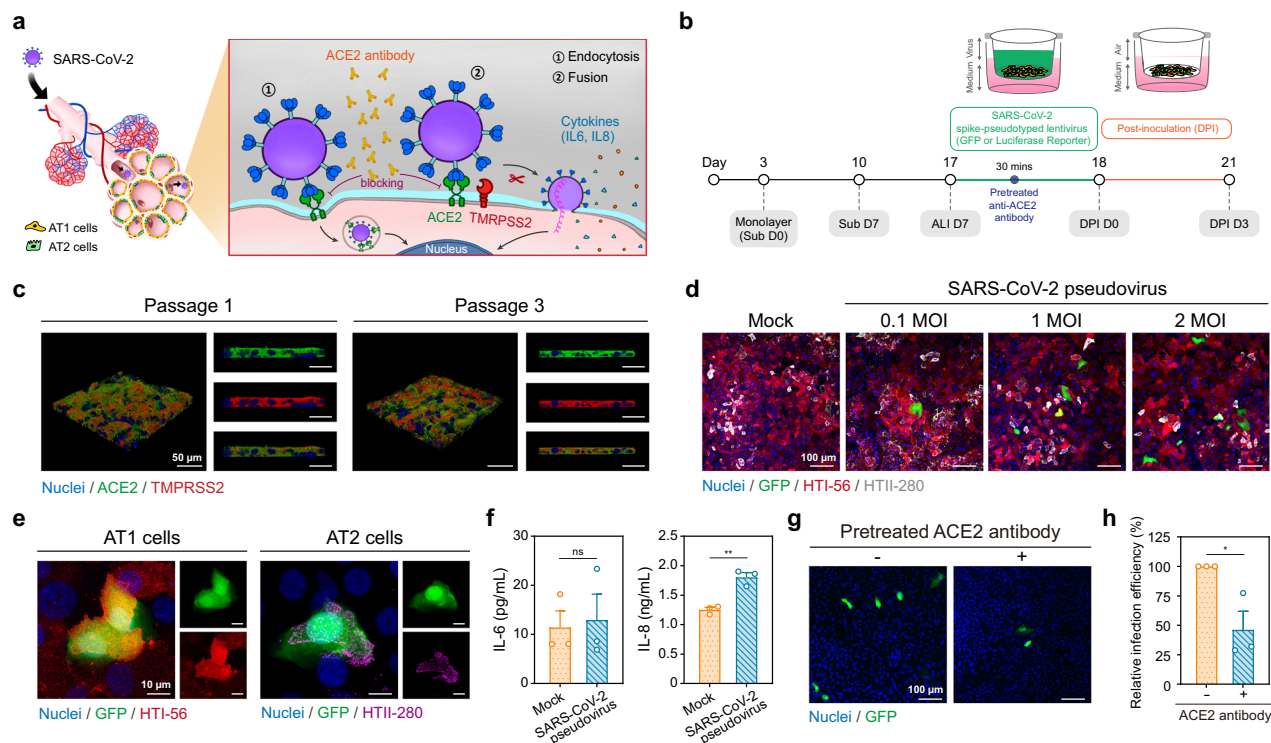 a
SARS-CoV-2
AT1 cells
AT2 cells
ACE2 antibody
① Endocytosis
② Fusion
①
②
Cytokines
(IL6, IL8)
blocking
ACE2
TMRPSS2
Nucleus
b
Medium Virus
Medium Air
SARS-CoV-2
spike-pseudotyped lentivirus
(GFP or Luciferase Reporter)
Post-inoculation (DPI)
Day 3 10 17 18 21
30 mins
Pretreated
anti-ACE2
antibody
Monolayer
(Sub D0)
Sub D7
ALI D7
DPI D0
DPI D3
c
Passage 1
Passage 3
50 µm
Nuclei / ACE2 / TMPRSS2
d
SARS-CoV-2 pseudovirus
Mock 0.1 MOI 1 MOI 2 MOI
100 µm
Nuclei / GFP / HTI-56 / HTII-280
e
AT1 cells
AT2 cells
10 µm
Nuclei / GFP / HTI-56
Nuclei / GFP / HTII-280
f
IL-6 (pg/mL)
30
20
10
0
ns
Mock
SARS-CoV-2
pseudovirus
IL-8 (ng/mL)
2.5
2.0
1.5
1.0
0.5
0
**
Mock
SARS-CoV-2
pseudovirus
g
Pretreated ACE2 antibody
- +
100 µm
Nuclei / GFP
h
Relative infection efficiency (%)
100
75
50
25
0
*
- +
ACE2 antibody